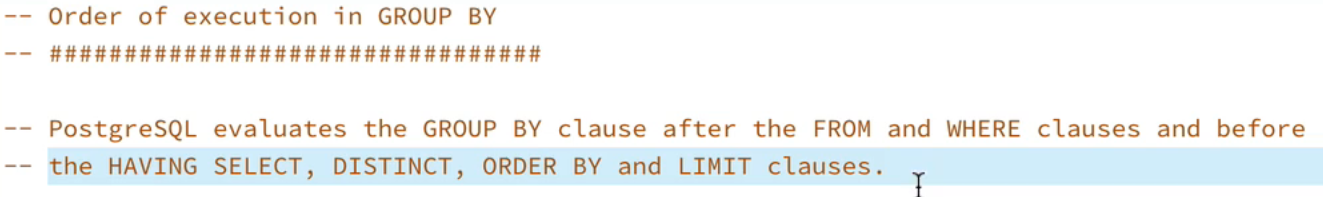 -- Order of execution in GROUP BY
-- #################################
-- PostgreSQL evaluates the GROUP BY clause after the FROM and WHERE clauses and before
-- the HAVING SELECT, DISTINCT, ORDER BY and LIMIT clauses.